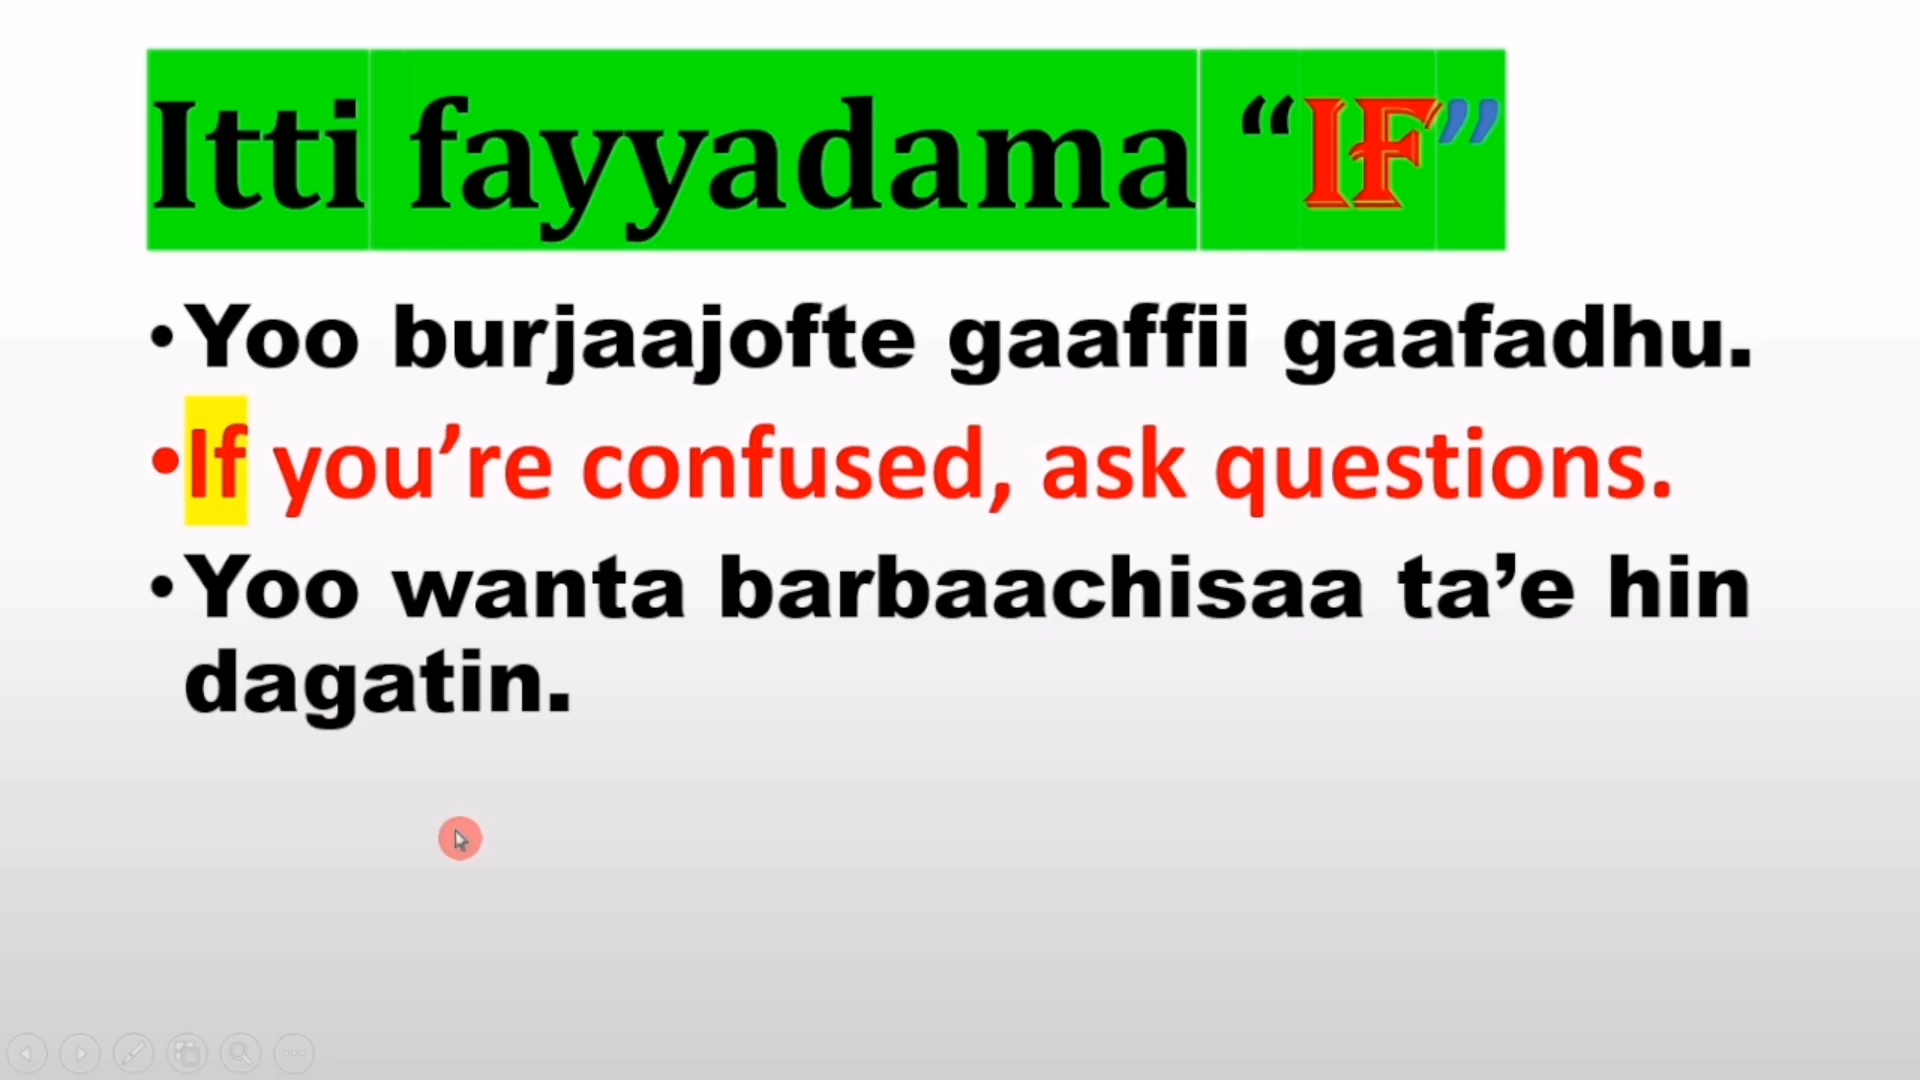 Itti fayyadama “IF”
•Yoo burjaajofte gaaffii gaafadhu.
•If you’re confused, ask questions.
•Yoo wanta barbaachisaa ta’e hin
dagatin.